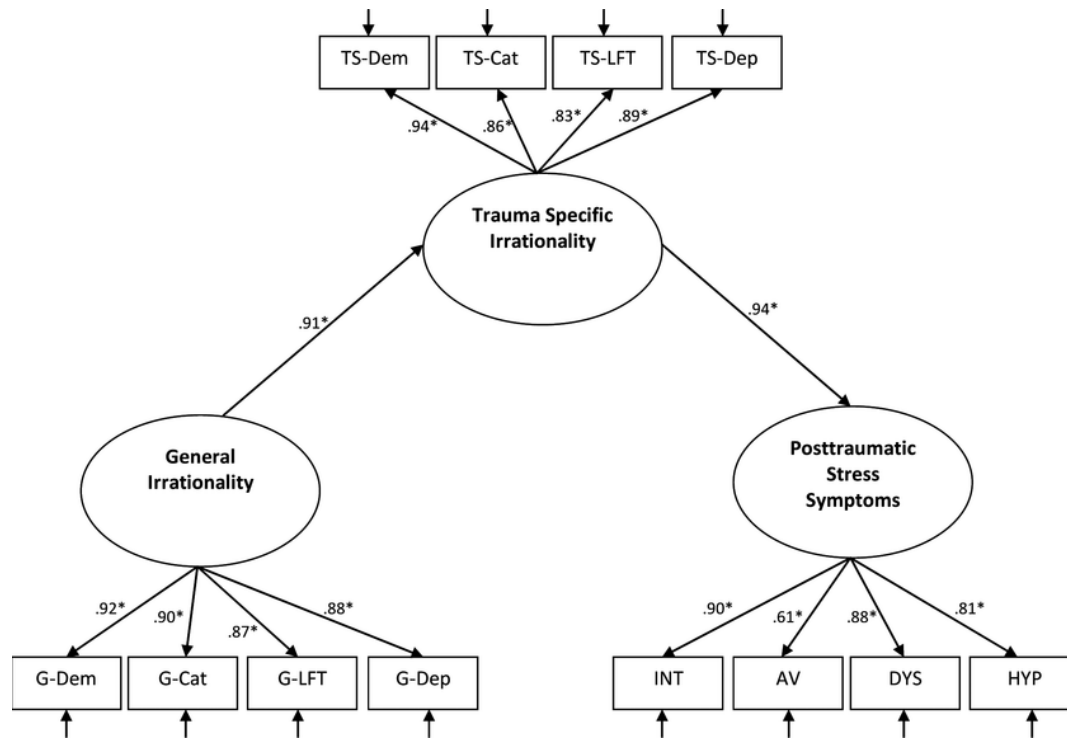 TS-Dem
TS-Cat
TS-LFT
TS-Dep
.94*
.86*
.83*
.89*
Trauma Specific
Irrationality
.91*
.94*
General
Irrationality
Posttraumatic
Stress
Symptoms
.92*
.90*
.87*
.88*
.90*
.61*
.88*
.81*
G-Dem
G-Cat
G-LFT
G-Dep
INT
AV
DYS
HYP